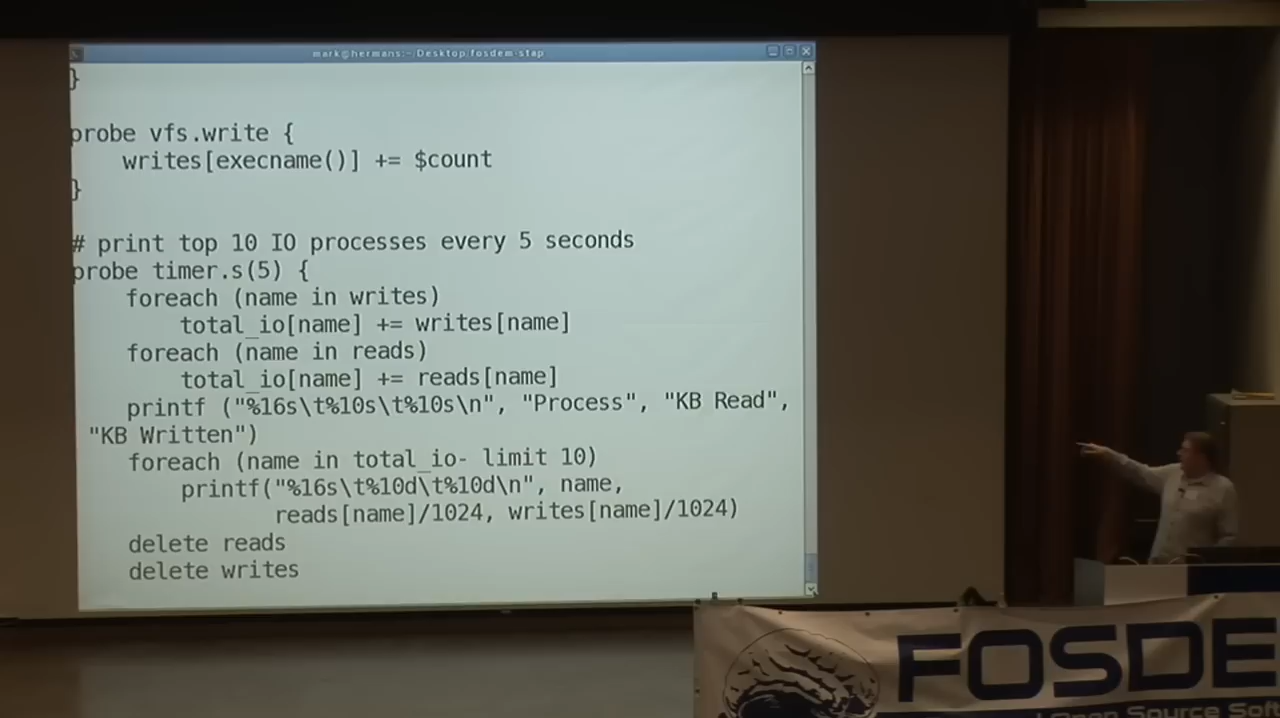 mark@hermans:~/Desktop/fosdem-stap
}
probe vfs.write {
writes[execname()] += $count
}
# print top 10 IO processes every 5 seconds
probe timer.s(5) {
foreach (name in writes)
total_io[name] += writes[name]
foreach (name in reads)
total_io[name] += reads[name]
printf ("%16s\t%10s\t%10s\n", "Process", "KB Read",
"KB Written")
foreach (name in total_io- limit 10)
printf("%16s\t%10d\t%10d\n", name,
reads[name]/1024, writes[name]/1024)
delete reads
delete writes
FOSDE
Open Source Soft